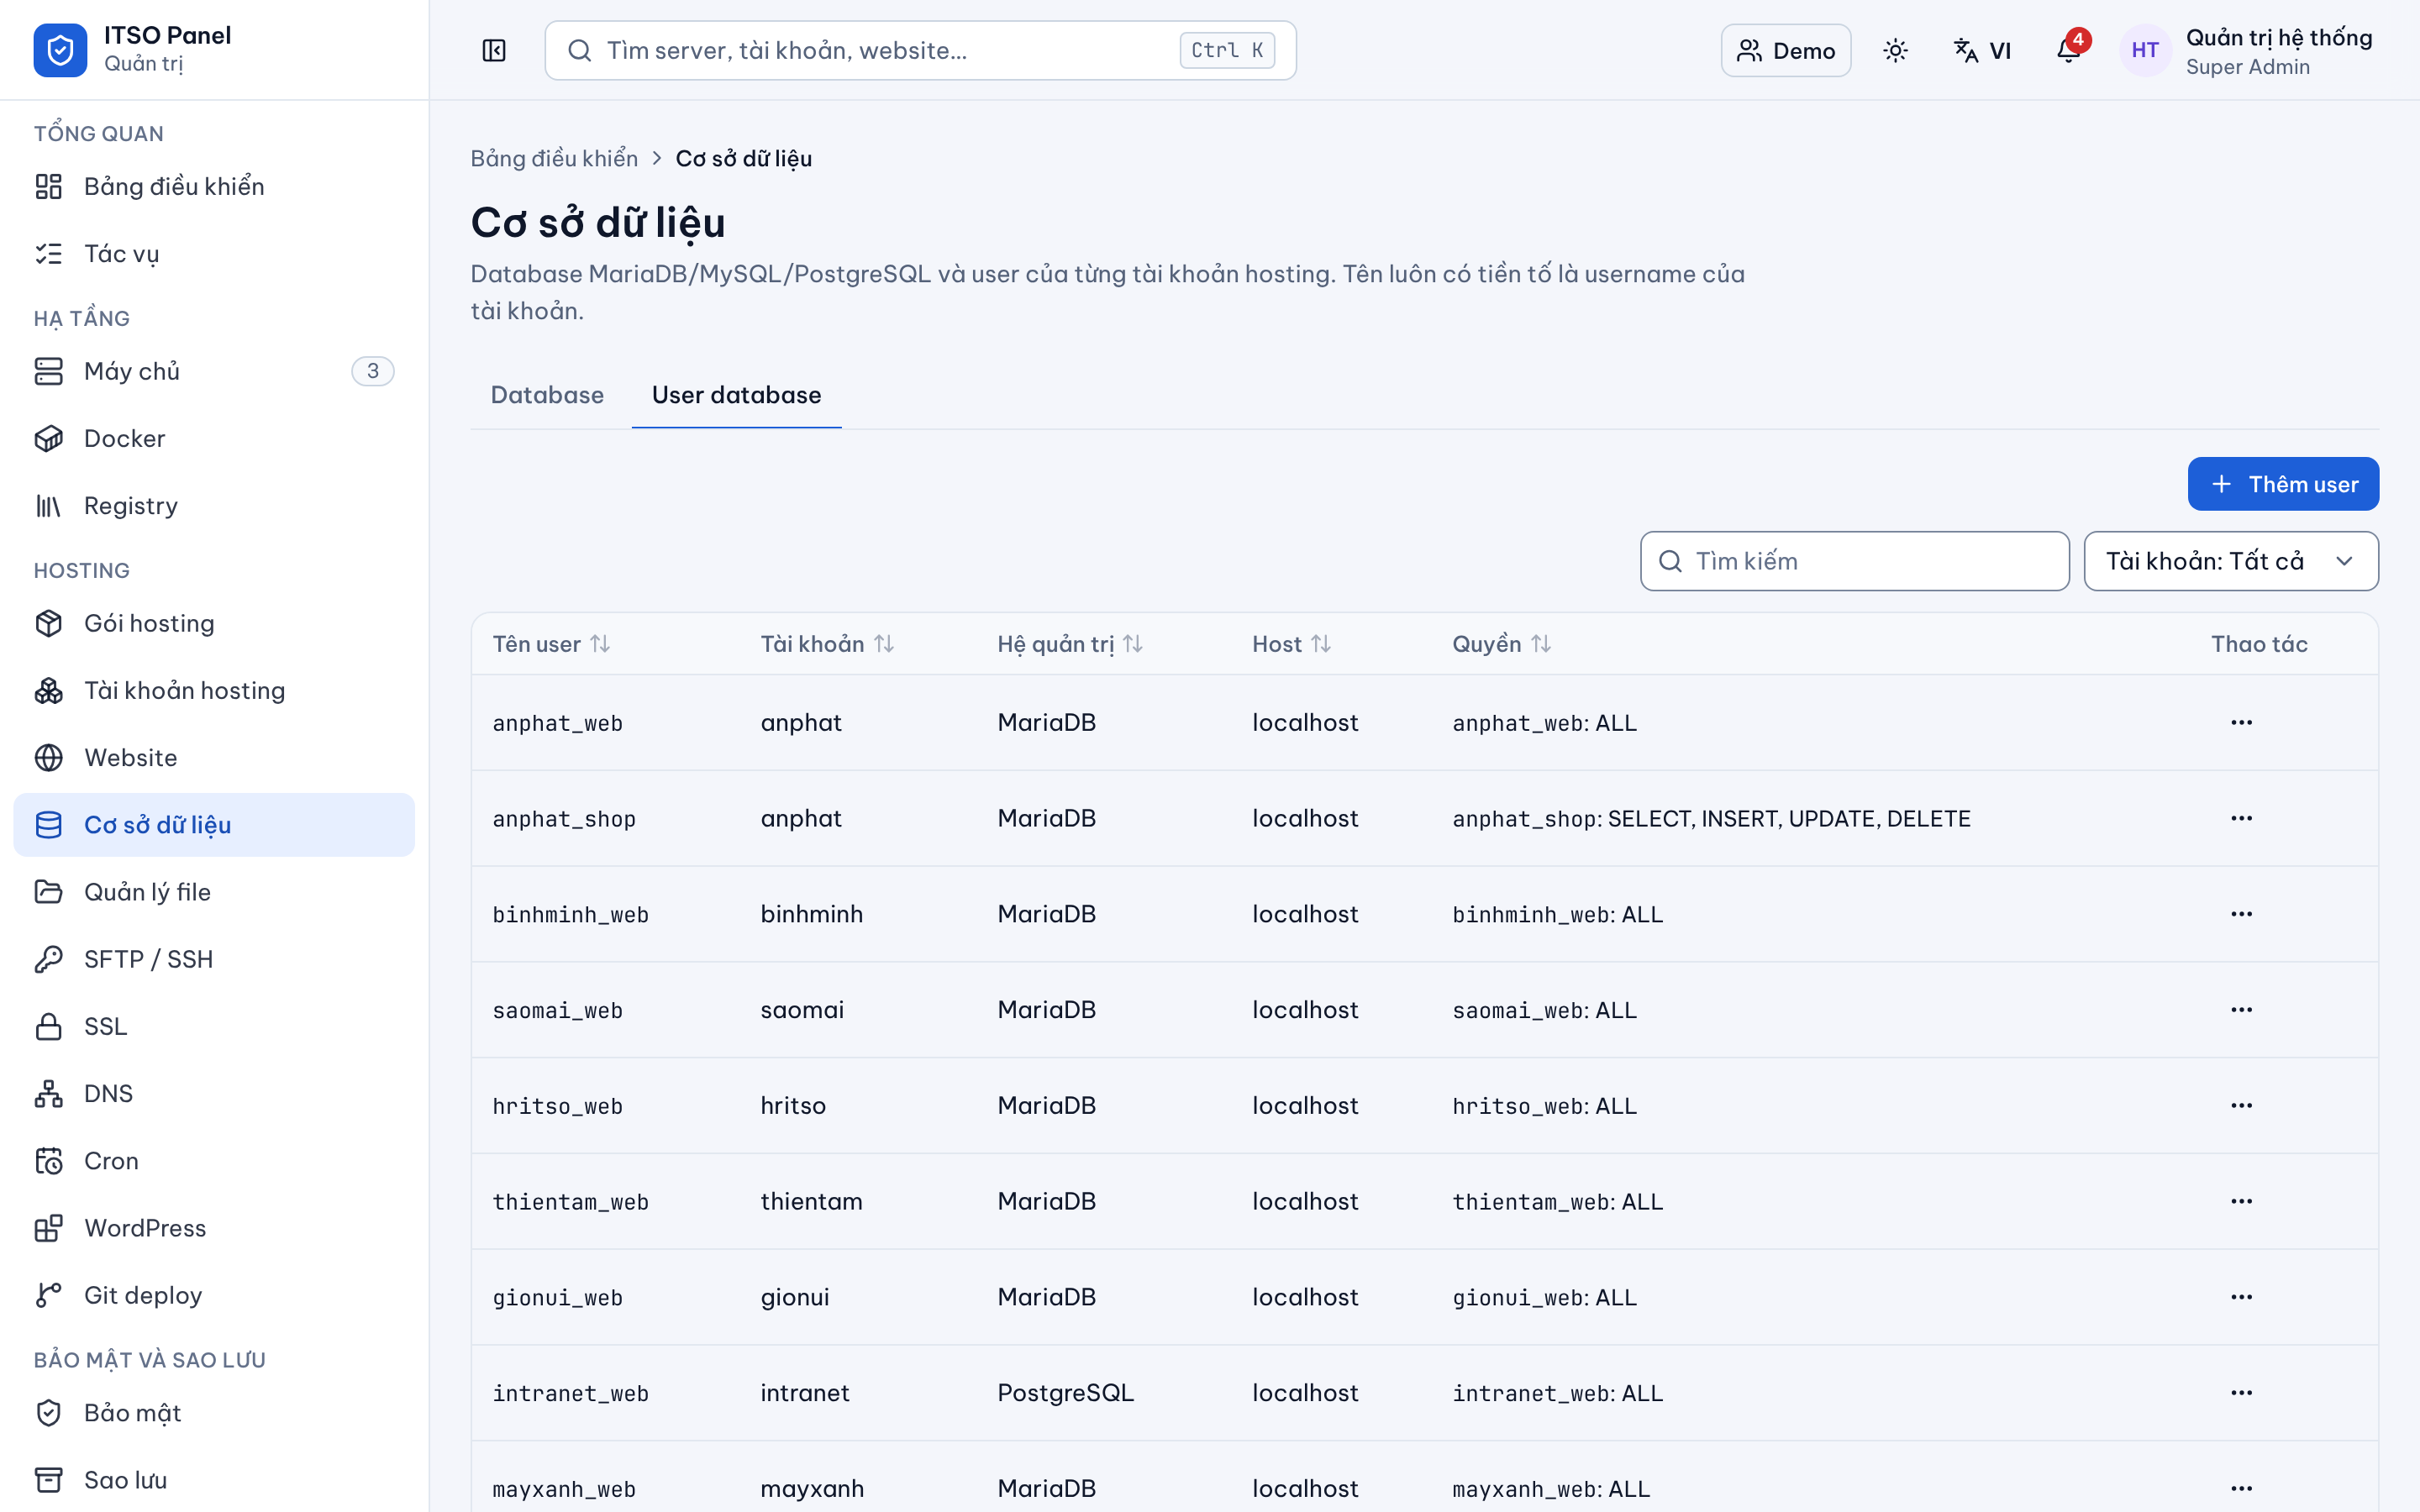 ITSO Panel
Quản trị
Tìm server, tài khoản, website...
Ctrl K
Demo
VI
4
HT
Quản trị hệ thống
Super Admin
TỔNG QUAN
Bảng điều khiển
Tác vụ
HẠ TẦNG
Máy chủ
3
Docker
Registry
HOSTING
Gói hosting
Tài khoản hosting
Website
Cơ sở dữ liệu
Quản lý file
SFTP / SSH
SSL
DNS
Cron
WordPress
Git deploy
BẢO MẬT VÀ SAO LƯU
Bảo mật
Sao lưu
Bảng điều khiển > Cơ sở dữ liệu
Cơ sở dữ liệu
Database MariaDB/MySQL/PostgreSQL và user của từng tài khoản hosting. Tên luôn có tiền tố là username của
tài khoản.
Database User database
+ Thêm user
Tìm kiếm
Tài khoản: Tất cả
Tên user Tài khoản Hệ quản trị Host Quyền Thao tác
anphat_web anphat MariaDB localhost anphat_web: ALL
anphat_shop anphat MariaDB localhost anphat_shop: SELECT, INSERT, UPDATE, DELETE
binhminh_web binhminh MariaDB localhost binhminh_web: ALL
saomai_web saomai MariaDB localhost saomai_web: ALL
hritso_web hritso MariaDB localhost hritso_web: ALL
thientam_web thientam MariaDB localhost thientam_web: ALL
gionui_web gionui MariaDB localhost gionui_web: ALL
intranet_web intranet PostgreSQL localhost intranet_web: ALL
mayxanh_web mayxanh MariaDB localhost mayxanh_web: ALL